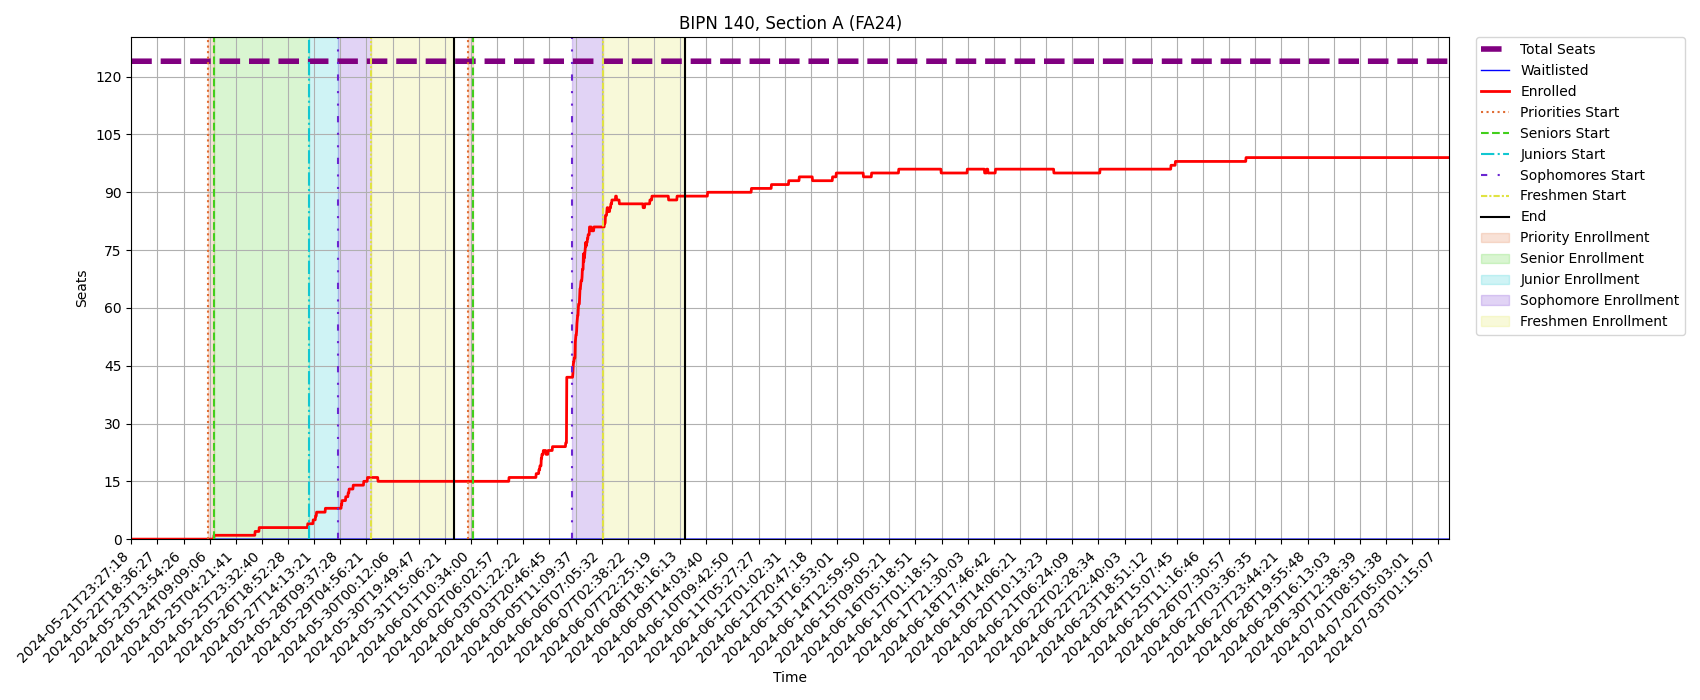 BIPN 140, Section A (FA24)
Total Seats
Waitlisted
Enrolled
Priorities Start
Seniors Start
Juniors Start
Sophomores Start
Freshmen Start
End
Priority Enrollment
Senior Enrollment
Junior Enrollment
Sophomore Enrollment
Freshmen Enrollment
Seats
120
105
90
75
60
45
30
15
0
2024-05-21T23:27:18
2024-05-22T18:36:27
2024-05-23T13:54:26
2024-05-24T09:09:06
2024-05-25T04:21:41
2024-05-25T23:32:40
2024-05-26T18:52:28
2024-05-27T14:13:21
2024-05-28T09:37:28
2024-05-29T04:56:21
2024-05-30T00:12:06
2024-05-30T19:49:47
2024-05-31T15:06:21
2024-06-01T10:34:00
2024-06-02T06:02:57
2024-06-03T01:22:22
2024-06-03T20:46:45
2024-06-05T11:09:37
2024-06-06T07:05:32
2024-06-07T02:38:22
2024-06-07T22:25:19
2024-06-08T18:16:13
2024-06-09T14:03:40
2024-06-10T09:42:50
2024-06-11T05:27:27
2024-06-12T01:02:31
2024-06-12T20:47:18
2024-06-13T16:53:01
2024-06-14T12:59:50
2024-06-15T09:05:21
2024-06-16T05:18:51
2024-06-17T01:18:51
2024-06-17T21:30:03
2024-06-18T17:46:42
2024-06-19T14:06:21
2024-06-20T10:13:23
2024-06-21T06:24:09
2024-06-22T02:28:34
2024-06-22T22:40:03
2024-06-23T18:51:12
2024-06-24T15:07:45
2024-06-25T11:16:46
2024-06-26T07:30:57
2024-06-27T03:36:35
2024-06-27T23:44:21
2024-06-28T19:55:48
2024-06-29T16:13:03
2024-06-30T12:38:39
2024-07-01T08:51:38
2024-07-02T05:03:01
2024-07-03T01:15:07
Time